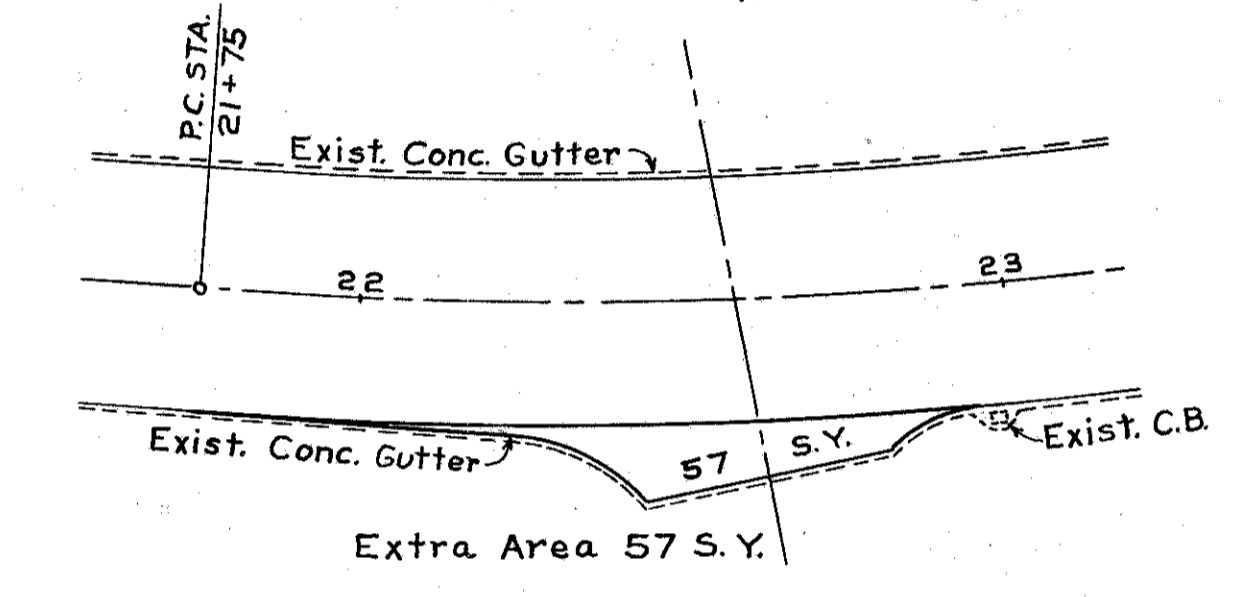 P.C. STA.
21+75
Exist. Conc. Gutter
22
23
Exist. Conc. Gutter
57 S.Y.
Exist. C.B.
Extra Area 57 S.Y.